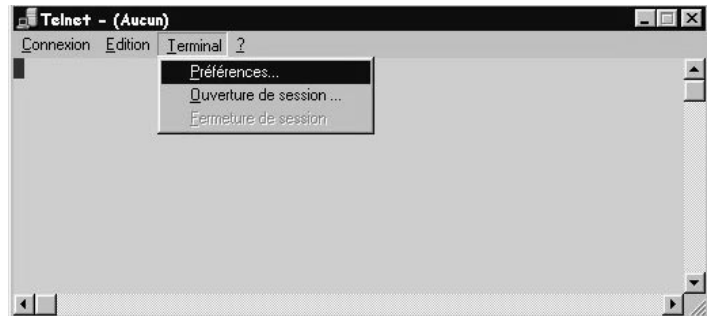 Telnet - (Aucun)
Connexion Edition Terminal ?
Préférences...
Ouverture de session ...
Fermeture de session